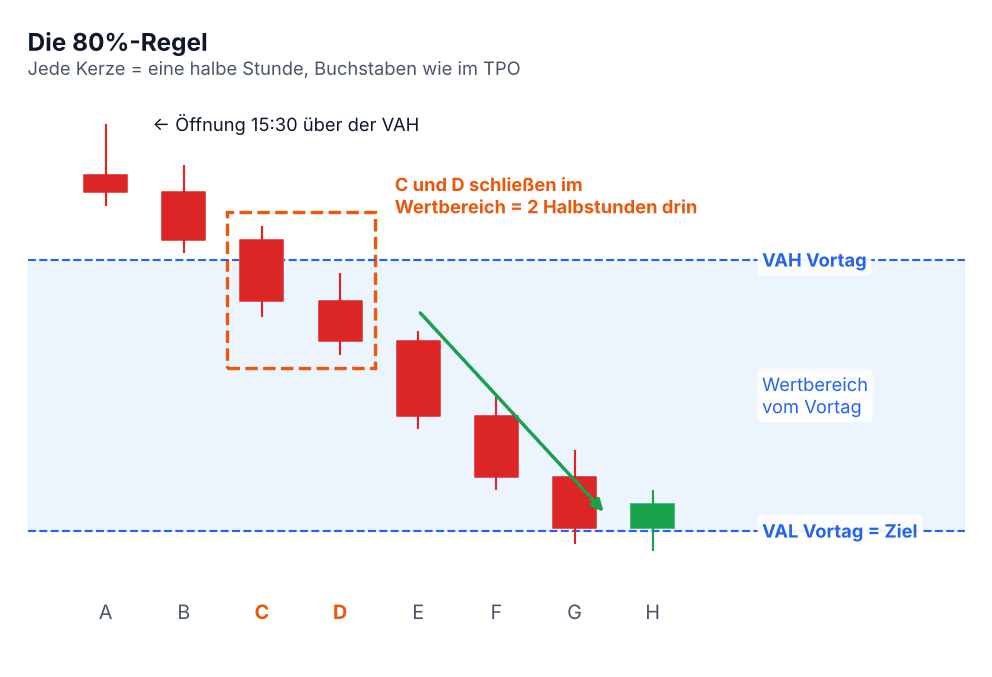 Die 80%-Regel
Jede Kerze = eine halbe Stunde, Buchstaben wie im TPO
← Öffnung 15:30 über der VAH
C und D schließen im
Wertbereich = 2 Halbstunden drin
VAH Vortag
Wertbereich
vom Vortag
VAL Vortag = Ziel
A B C D E F G H